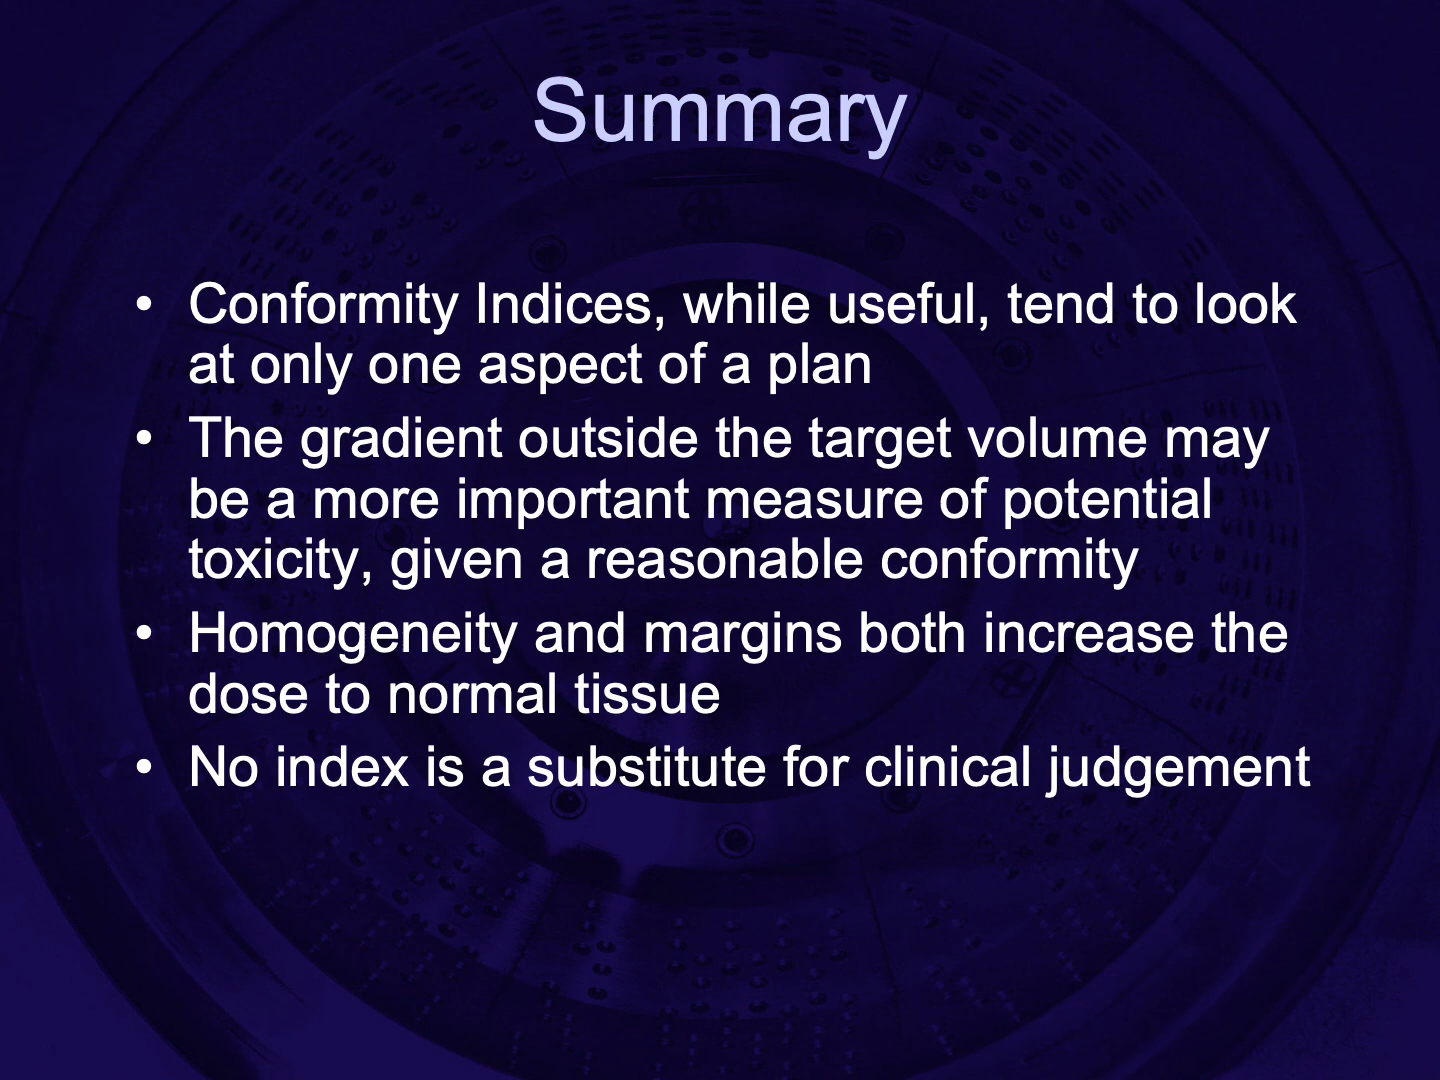 Summary
• Conformity Indices, while useful, tend to look
at only one aspect of a plan
• The gradient outside the target volume may
be a more important measure of potential
toxicity, given a reasonable conformity
• Homogeneity and margins both increase the
dose to normal tissue
• No index is a substitute for clinical judgement